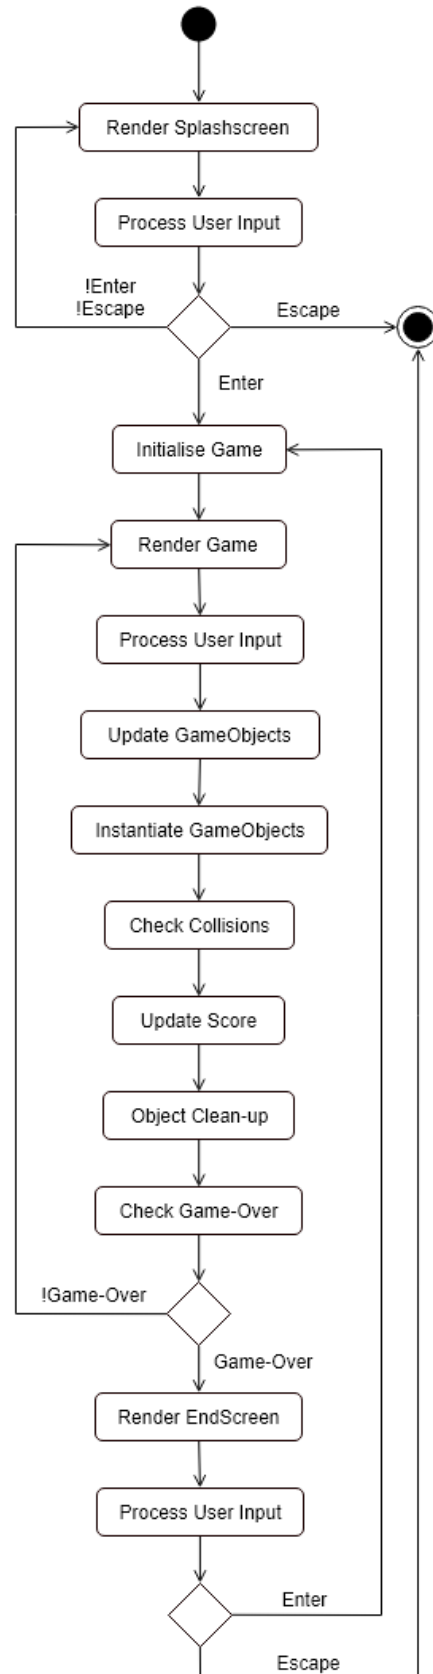 Render Splashscreen
Process User Input
!Enter
!Escape
Escape
Enter
Initialise Game
Render Game
Process User Input
Update GameObjects
Instantiate GameObjects
Check Collisions
Update Score
Object Clean-up
Check Game-Over
!Game-Over
Game-Over
Render EndScreen
Process User Input
Enter
Escape